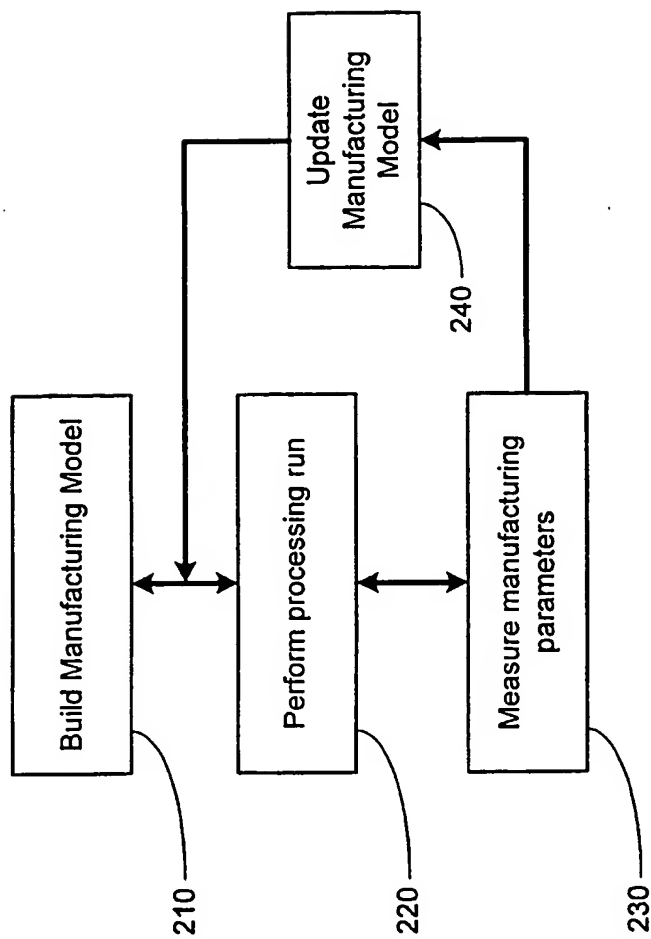 Build Manufacturing Model
210
Perform processing run
220
Measure manufacturing
parameters
230
Update
Manufacturing
Model
240